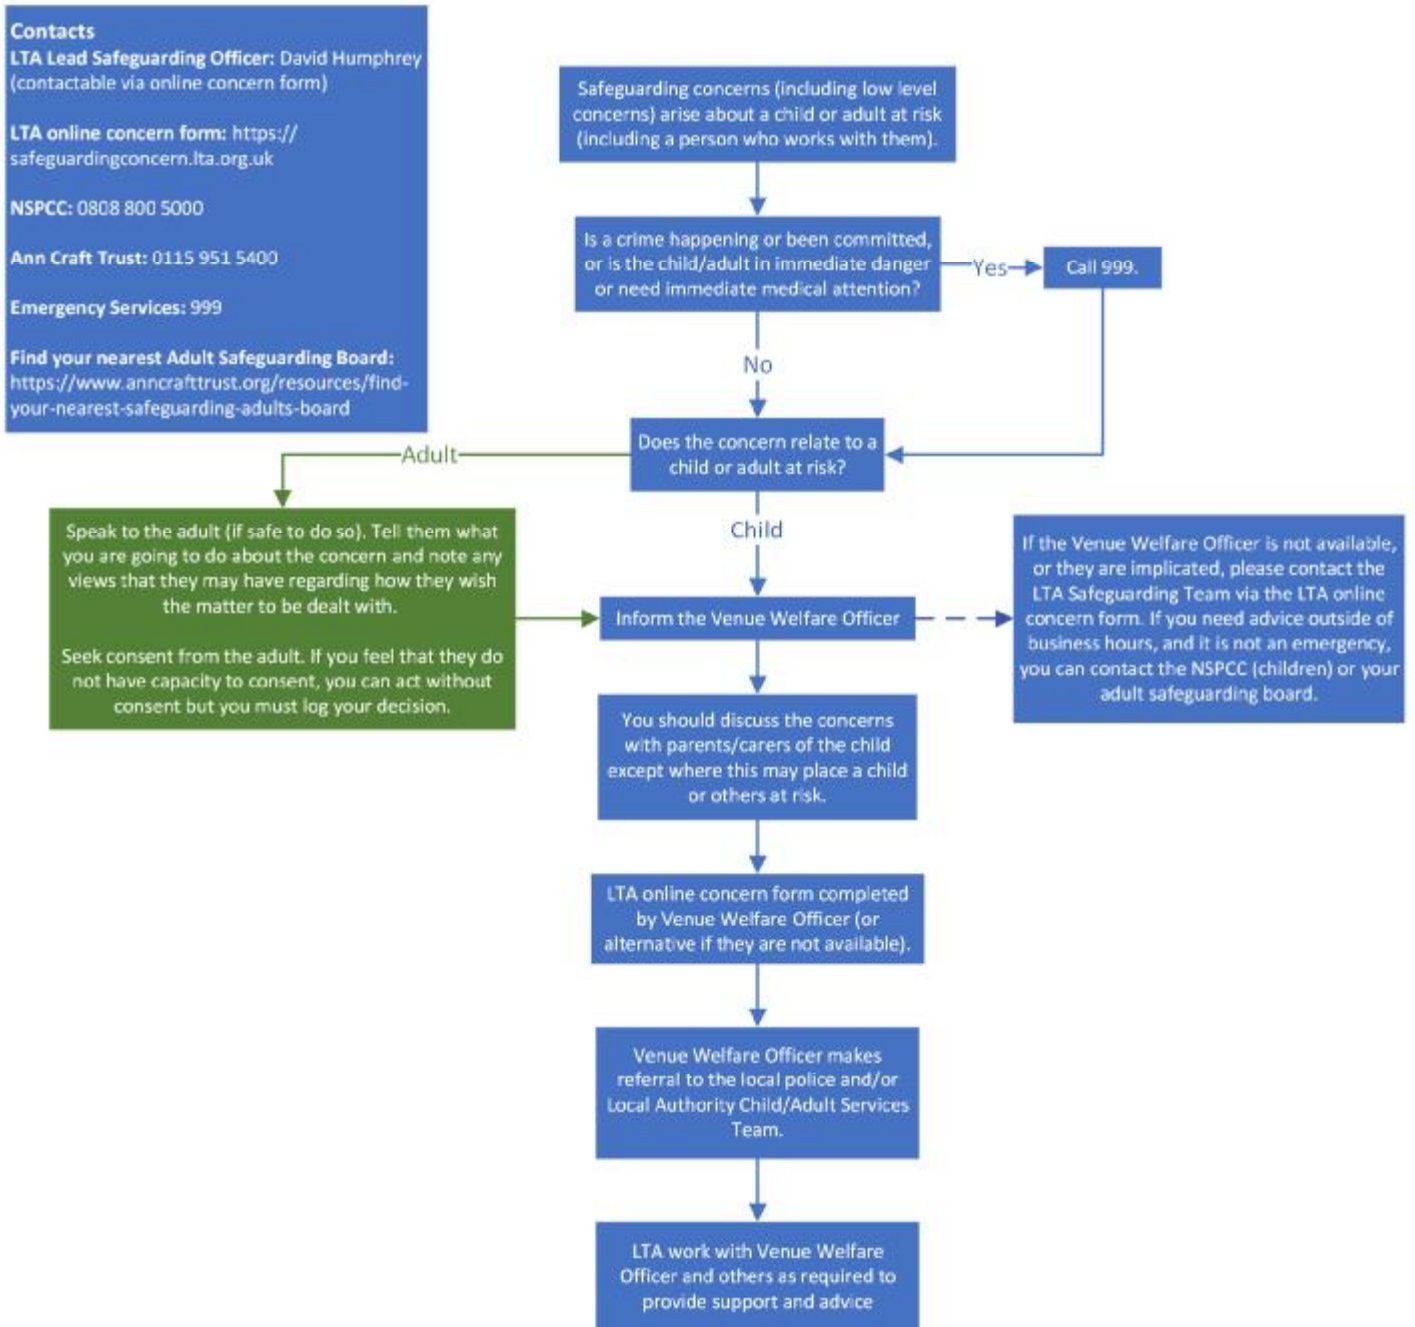 Contacts
LTA Lead Safeguarding Officer: David Humphrey
(contactable via online concern form)
LTA online concern form: https://
safeguardingconcern.lta.org.uk
NSPCC: 0808 800 5000
Ann Craft Trust: 0115 951 5400
Emergency Services: 999
Find your nearest Adult Safeguarding Board:
https://www.anncrafttrust.org/resources/find-
your-nearest-safeguarding-adults-board
Safeguarding concerns (including low level
concerns) arise about a child or adult at risk
(including a person who works with them).
Is a crime happening or been committed,
or is the child/adult in immediate danger
or need immediate medical attention?
Yes
Call 999.
No
Does the concern relate to a
child or adult at risk?
Adult
Speak to the adult (if safe to do so). Tell them what
you are going to do about the concern and note any
views that they may have regarding how they wish
the matter to be dealt with.
Seek consent from the adult. If you feel that they do
not have capacity to consent, you can act without
consent but you must log your decision.
Child
Inform the Venue Welfare Officer
If the Venue Welfare Officer is not available,
or they are implicated, please contact the
LTA Safeguarding Team via the LTA online
concern form. If you need advice outside of
business hours, and it is not an emergency,
you can contact the NSPCC (children) or your
adult safeguarding board.
You should discuss the concerns
with parents/carers of the child
except where this may place a child
or others at risk.
LTA online concern form completed
by Venue Welfare Officer (or
alternative if they are not available).
Venue Welfare Officer makes
referral to the local police and/or
Local Authority Child/Adult Services
Team.
LTA work with Venue Welfare
Officer and others as required to
provide support and advice